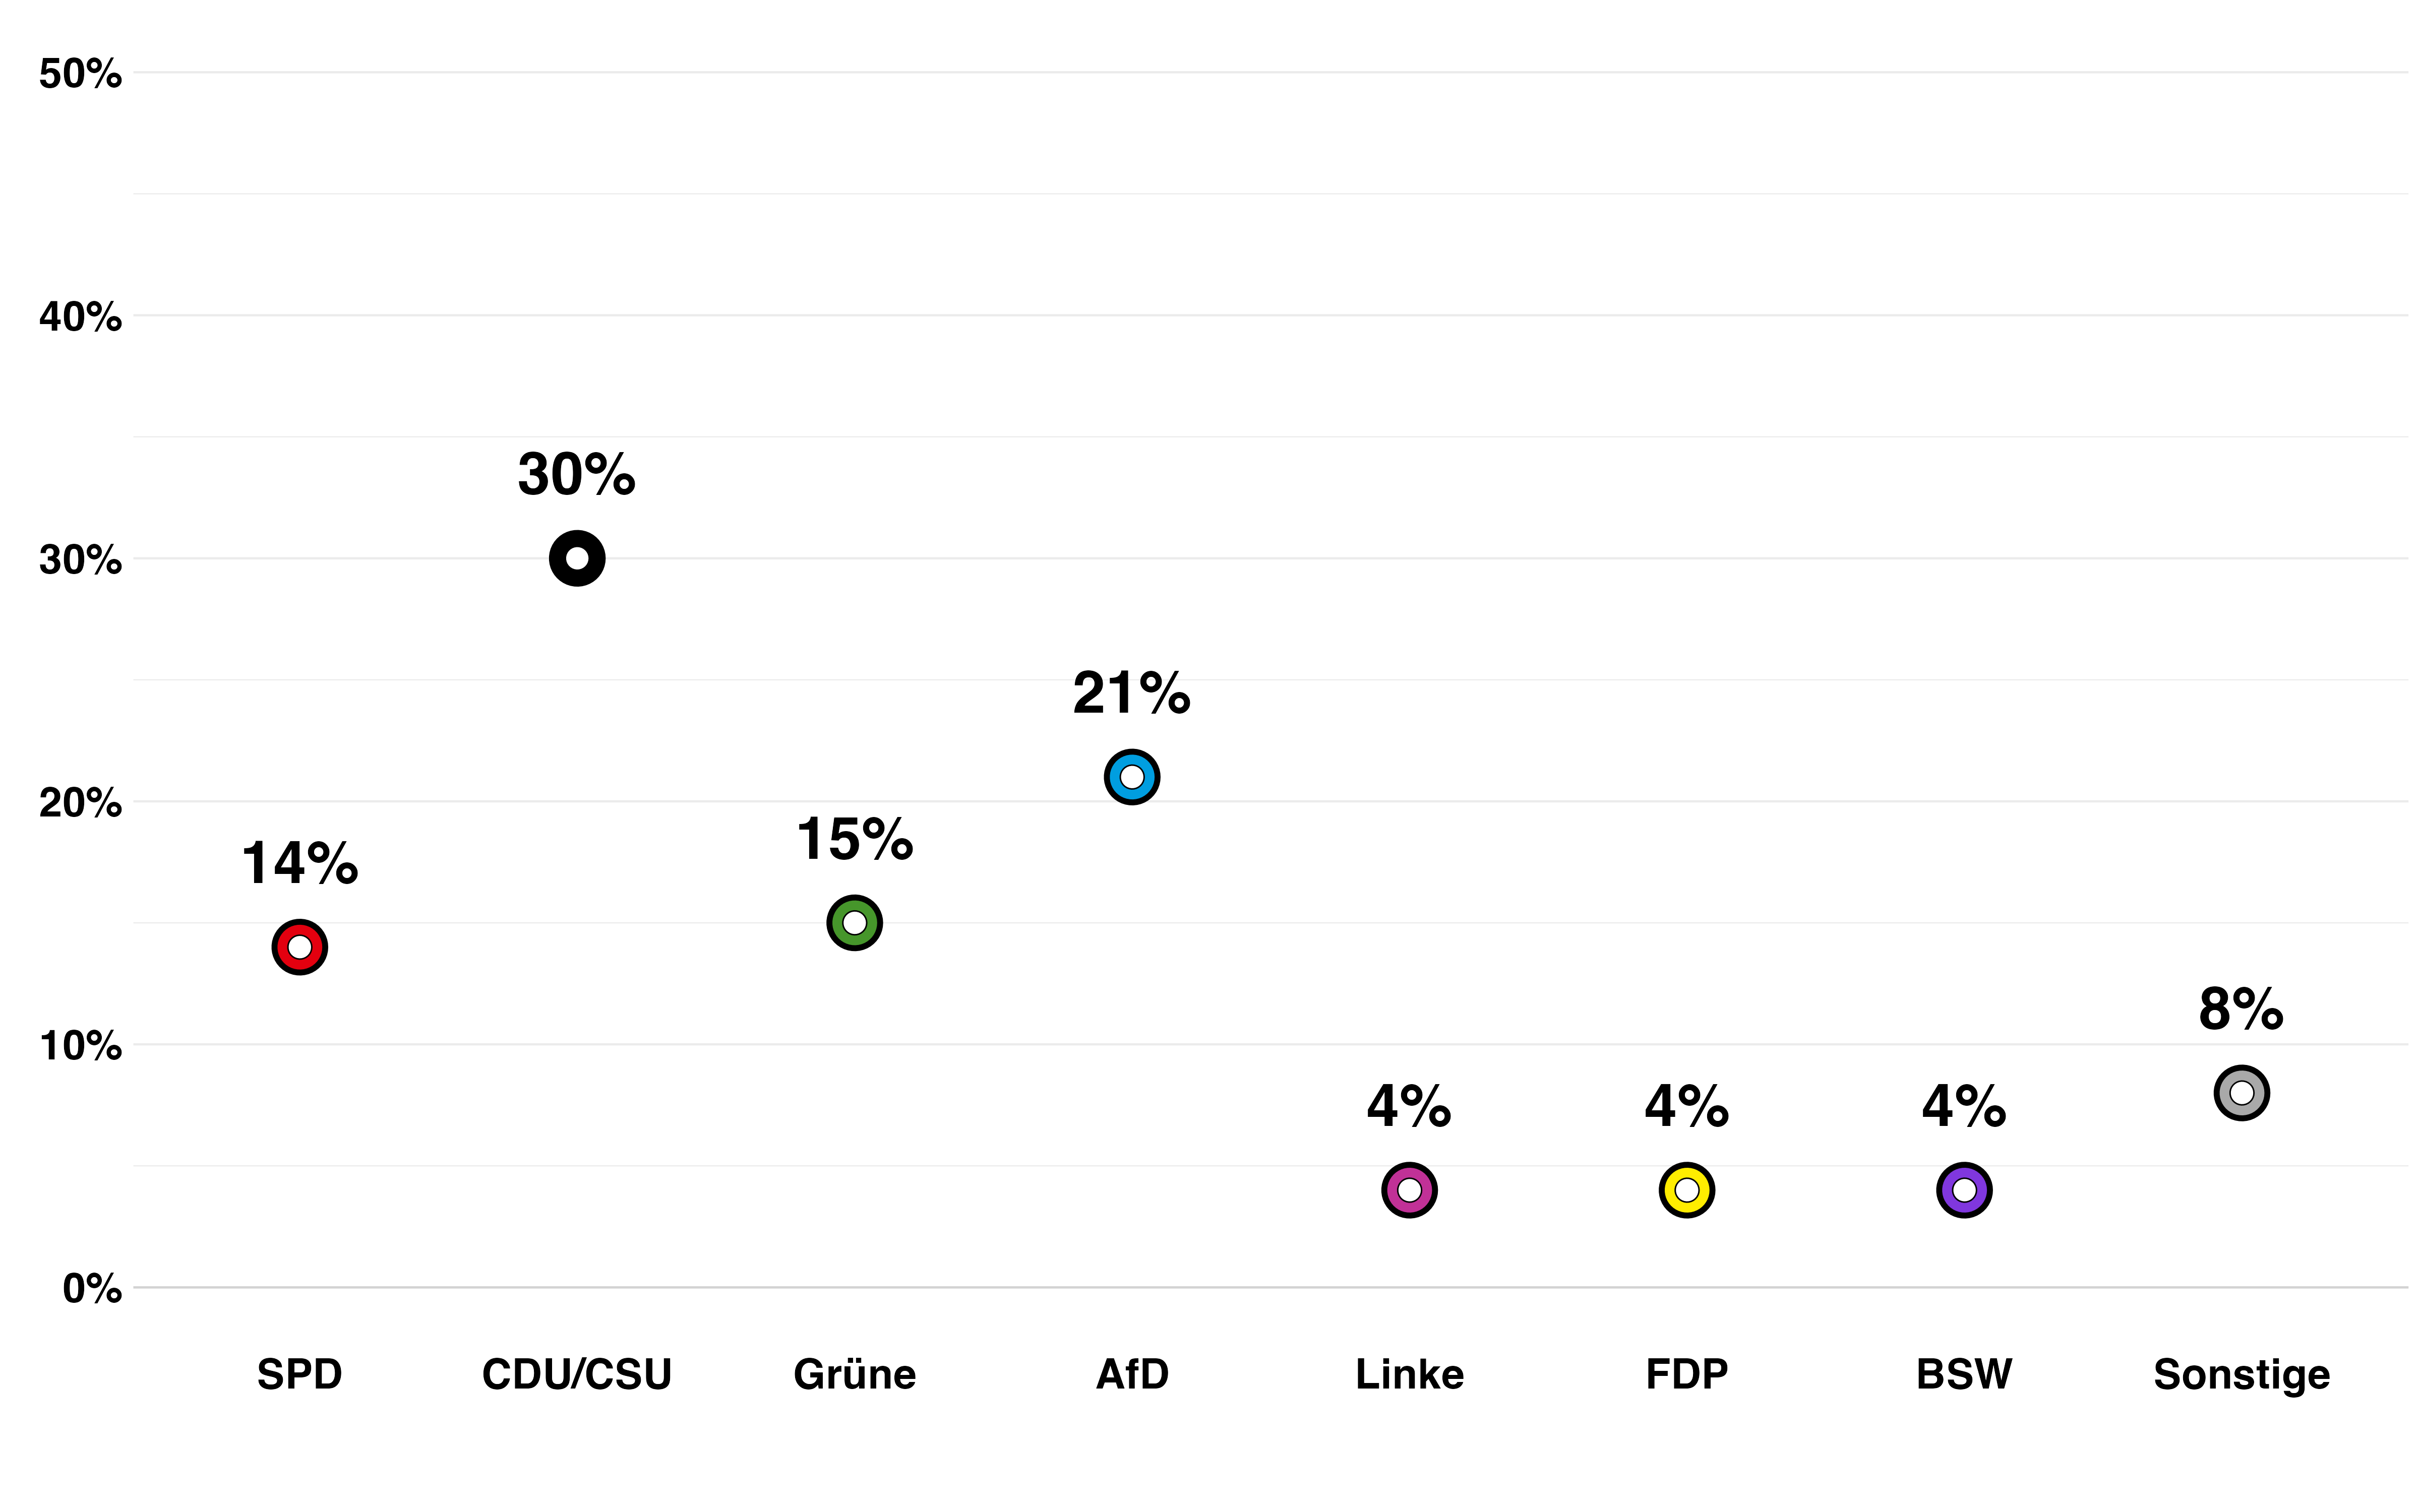 50%
40%
30%
20%
10%
0%
14%
30%
15%
21%
4%
4%
4%
8%
SPD
CDU/CSU
Grüne
AfD
Linke
FDP
BSW
Sonstige